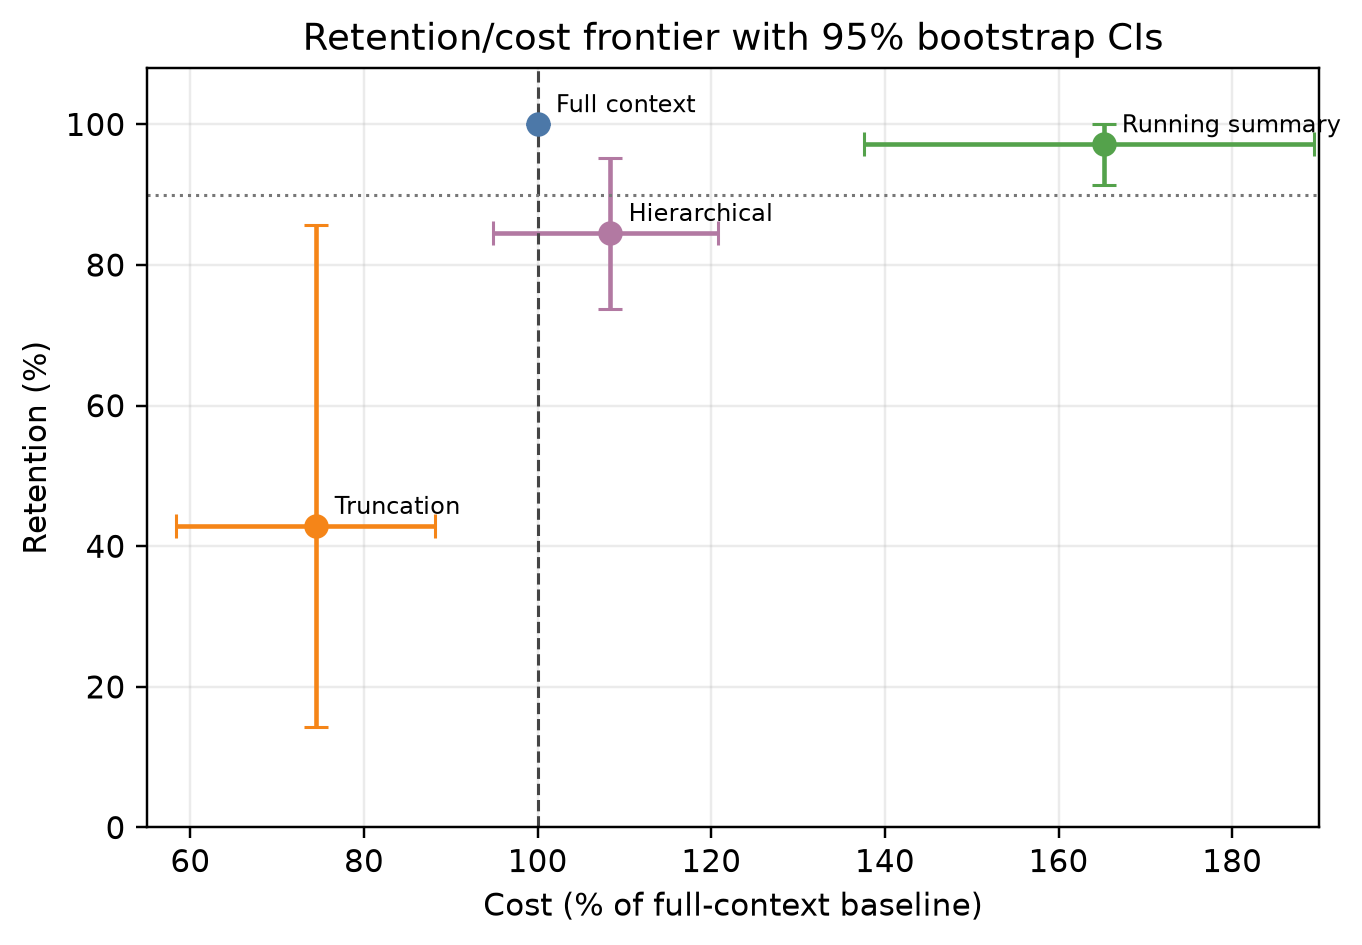 Retention/cost frontier with 95% bootstrap CIs
Full context
Running summary
Hierarchical
Truncation
100
80
60
40
20
0
Retention (%)
60
80
100
120
140
160
180
Cost (% of full-context baseline)